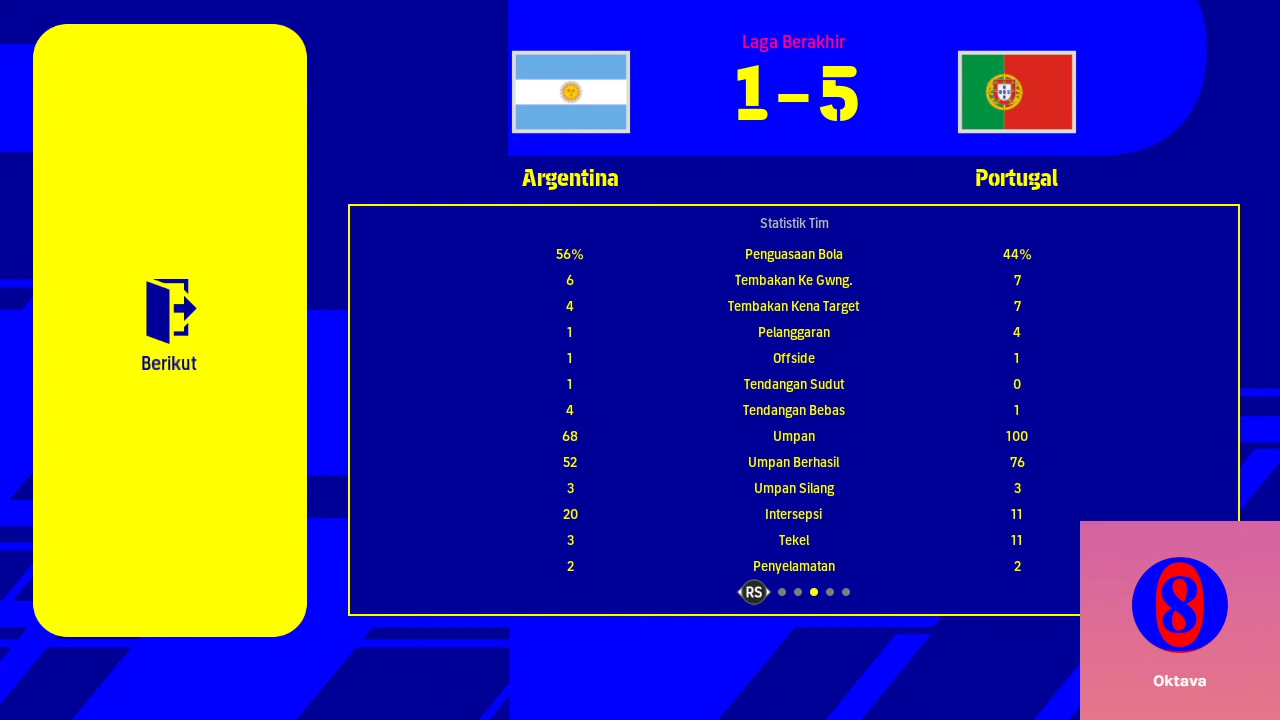 Laga Berakhir
1 - 5
Argentina
Portugal
Statistik Tim
56% Penguasaan Bola 44%
6 Tembakan Ke Gwng. 7
4 Tembakan Kena Target 7
1 Pelanggaran 4
1 Offside 1
1 Tendangan Sudut 0
4 Tendangan Bebas 1
68 Umpan 100
52 Umpan Berhasil 76
3 Umpan Silang 3
20 Intersepsi 11
3 Tekel 11
2 Penyelamatan 2
RS
Berikut
8
Oktava